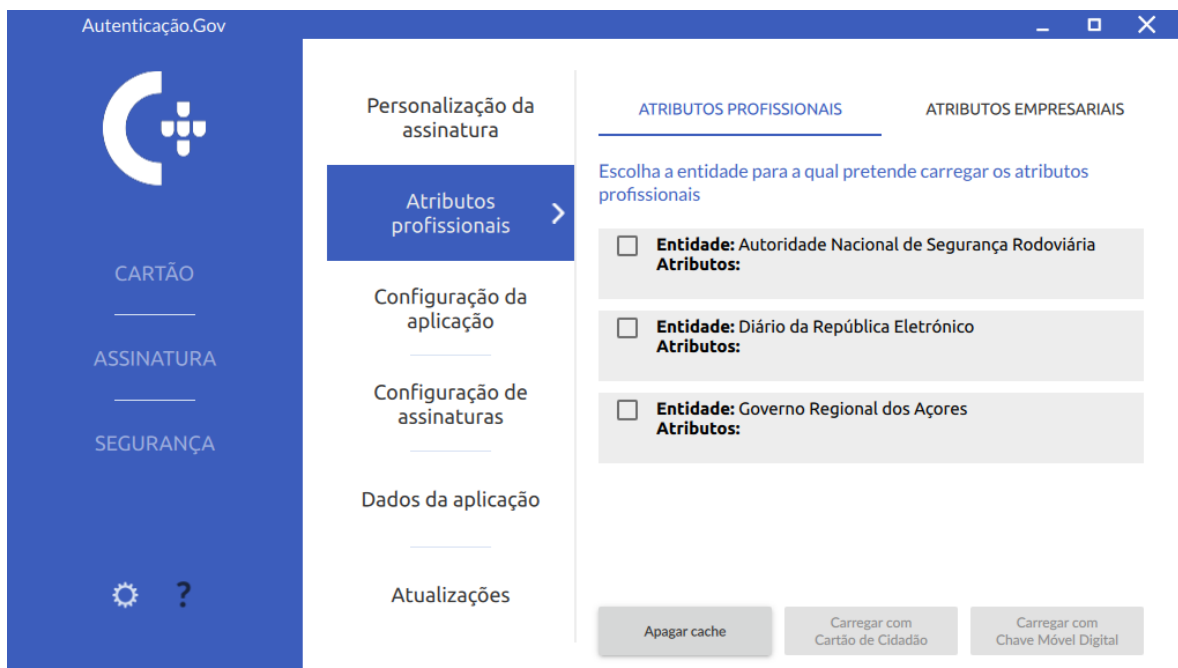 Autenticação.Gov
CARTÃO
ASSINATURA
SEGURANÇA
?
Personalização da
assinatura
Atributos
profissionais
Configuração da
aplicação
Configuração de
assinaturas
Dados da aplicação
Atualizações
ATRIBUTOS PROFISSIONAIS
ATRIBUTOS EMPRESARIAIS
Escolha a entidade para a qual pretende carregar os atributos
profissionais
Entidade: Autoridade Nacional de Segurança Rodoviária
Atributos:
Entidade: Diário da República Eletrónico
Atributos:
Entidade: Governo Regional dos Açores
Atributos:
Apagar cache
Carregar com
Cartão de Cidadão
Carregar com
Chave Móvel Digital